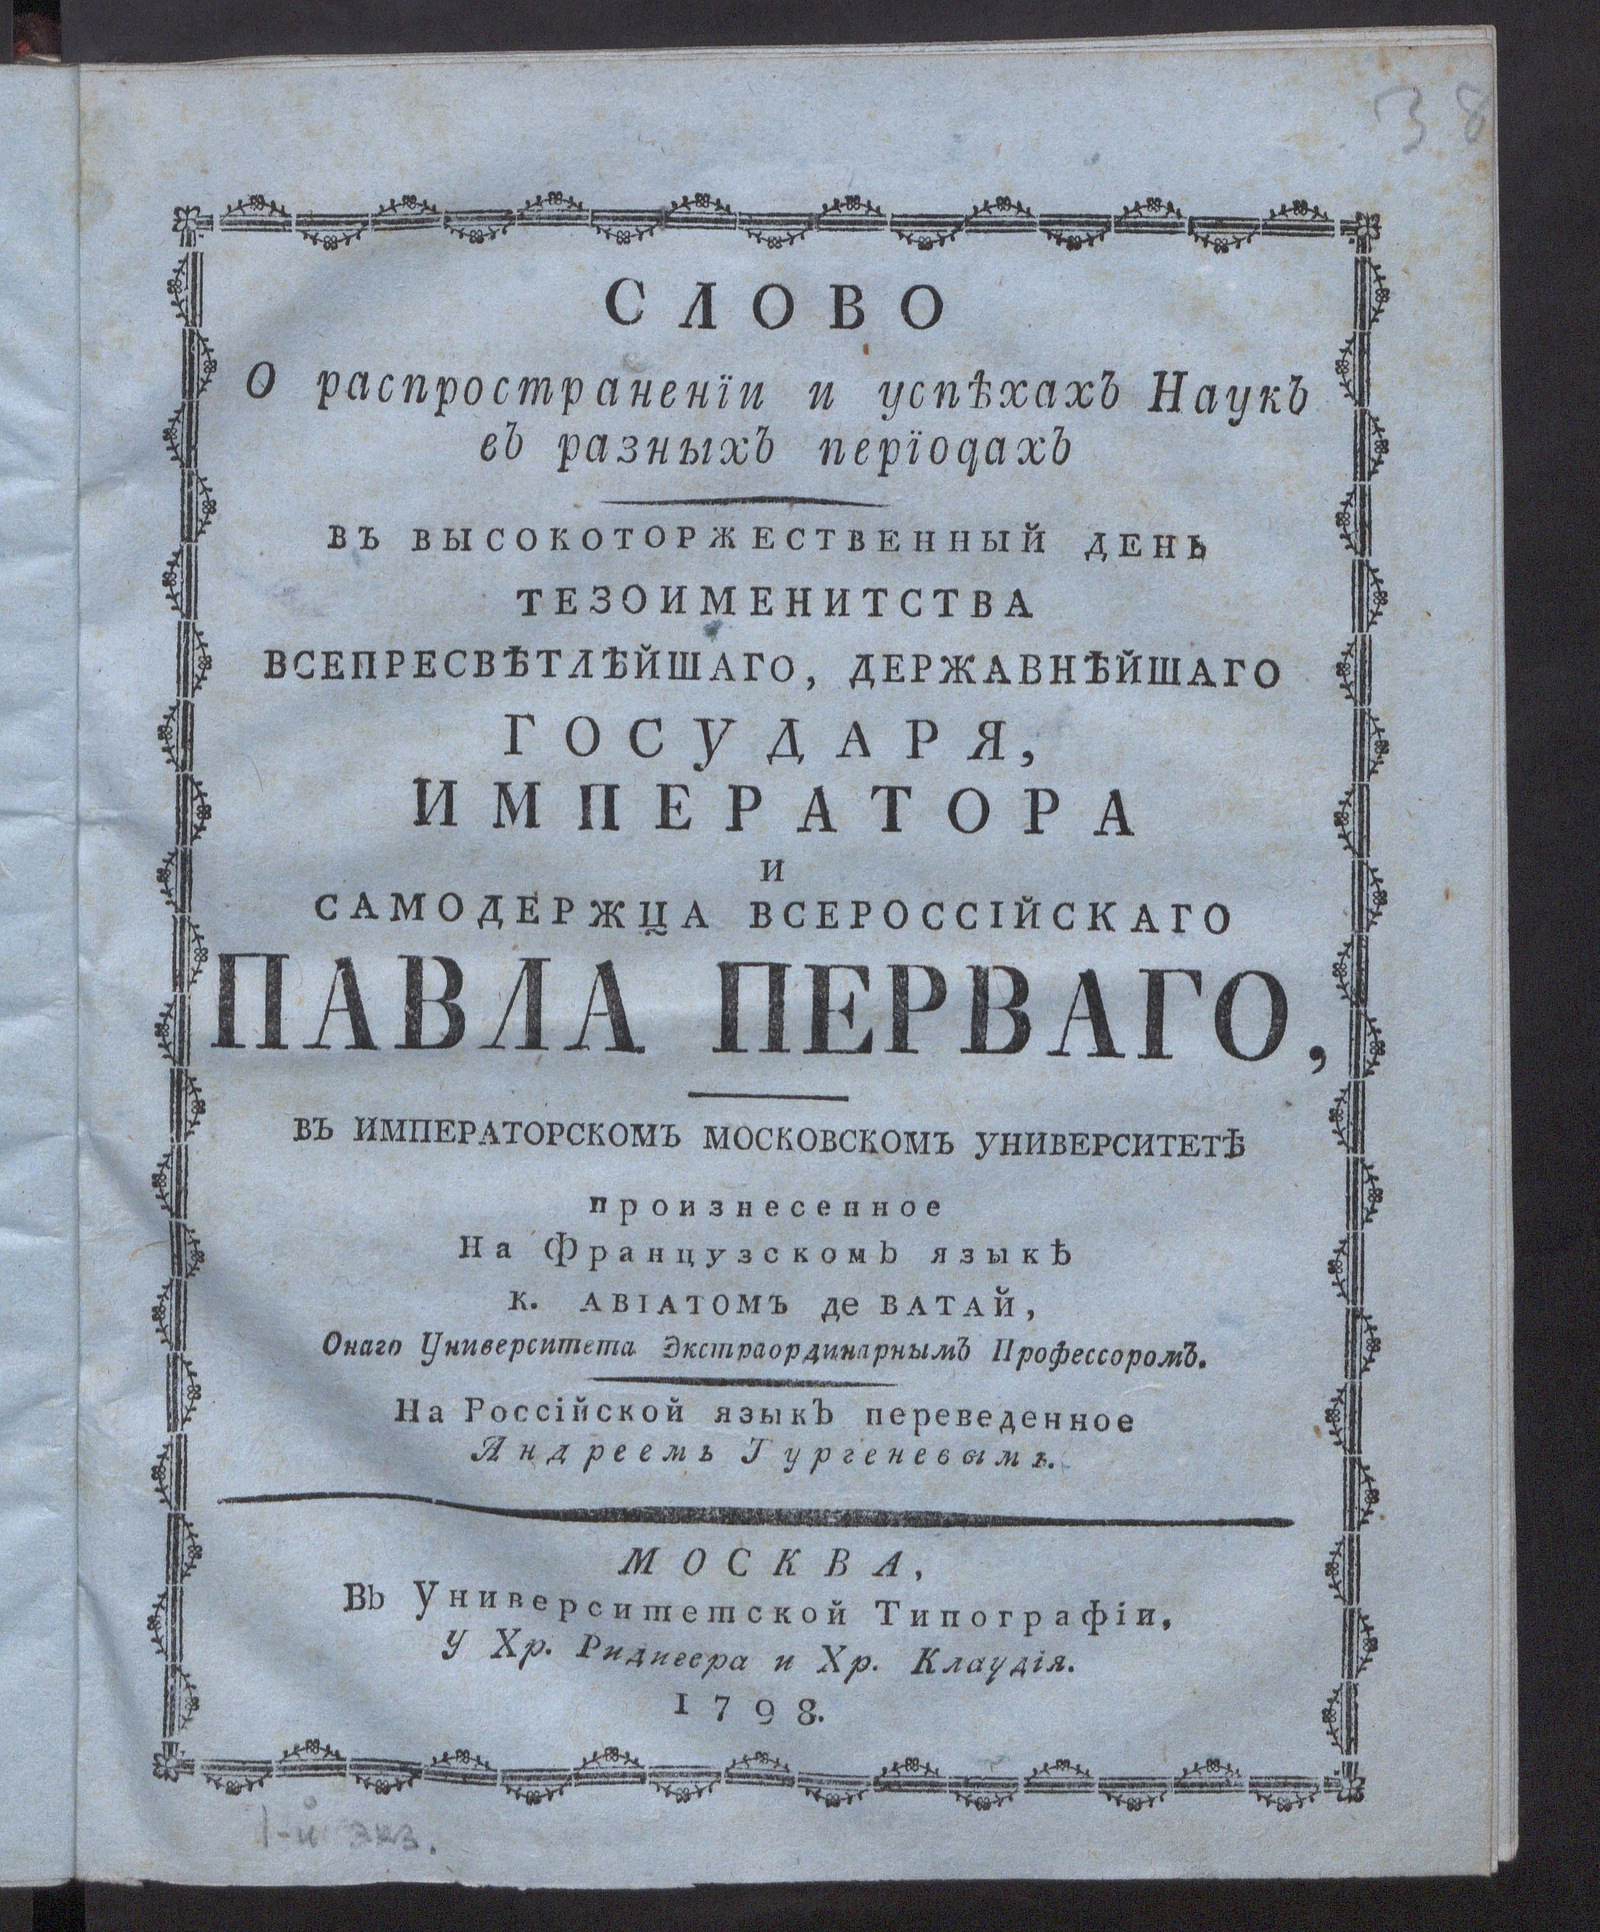 38
СЛОВО
О распространенїи и успѣхахъ Наукъ
въ разныхъ перїодахъ
ВЪ ВЫСОКОТОРЖЕСТВЕННЫЙ ДЕНЬ
ТЕЗОИМЕНИТСТВА
ВСЕПРЕСВѢТЛѢЙШАГО, ДЕРЖАВНѢЙШАГО
ГОСУДАРЯ,
ИМПЕРАТОРА
И
САМОДЕРЖЦА ВСЕРОССІЙСКАГО
ПАВЛА ПЕРВАГО,
ВЪ ИМПЕРАТОРСКОМЪ МОСКОВСКОМЪ УНИВЕРСИТЕТѢ
произнесенное
На Французскомъ языкѣ
К. АВІАТОМЪ де ВАТАЙ,
Онаго Университета Экстраординарнымъ Профессоромъ.
На Россійской языкъ переведенное
Андреемъ Тургеневымъ.
МОСКВА,
Въ Университетской Типографіи,
У Хр. Ридигера и Хр. Клаудія.
1798.
1-й экз.